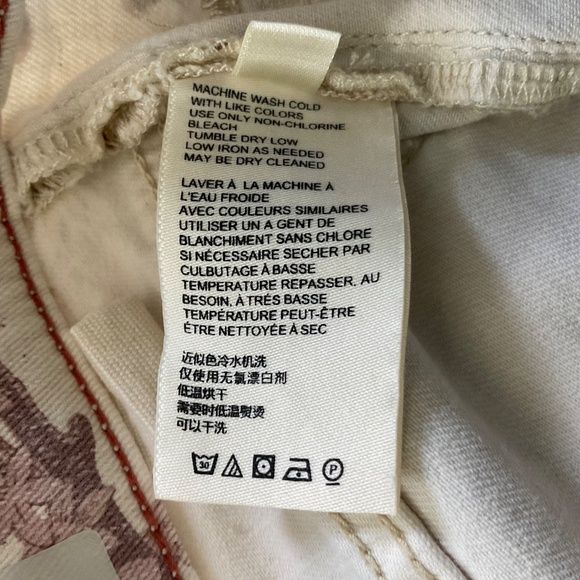 MACHINE WASH COLD
WITH LIKE COLORS
USE ONLY NON-CHLORINE
BLEACH
TUMBLE DRY LOW
LOW IRON AS NEEDED
MAY BE DRY CLEANED
LAVER À LA MACHINE À
L'EAU FROIDE
AVEC COULEURS SIMILAIRES
UTILISER UN A GENT DE
BLANCHIMENT SANS CHLORE
SI NÉCESSAIRE SECHER PAR
CULBUTAGE À BASSE
TEMPERATURE REPASSER, AU
BESOIN, À TRÉS BASSE
TEMPÉRATURE PEUT-ÊTRE
ÉTRE NETTOYÉE À SEC
近似色冷水机洗
仅使用无氯漂白剂
低温烘干
需要时低温熨烫
可以干洗
30 P